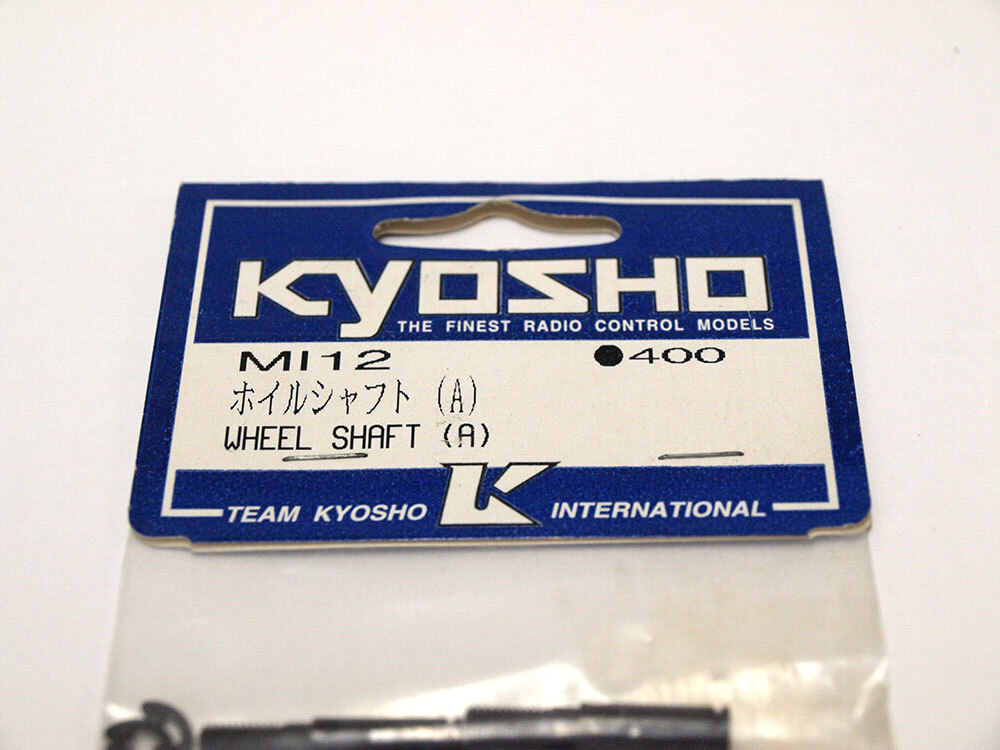 KYOSHO
THE FINEST RADIO CONTROL MODELS
MI12 ●400
ホイルシャフト (A)
WHEEL SHAFT (A)
TEAM KYOSHO K INTERNATIONAL